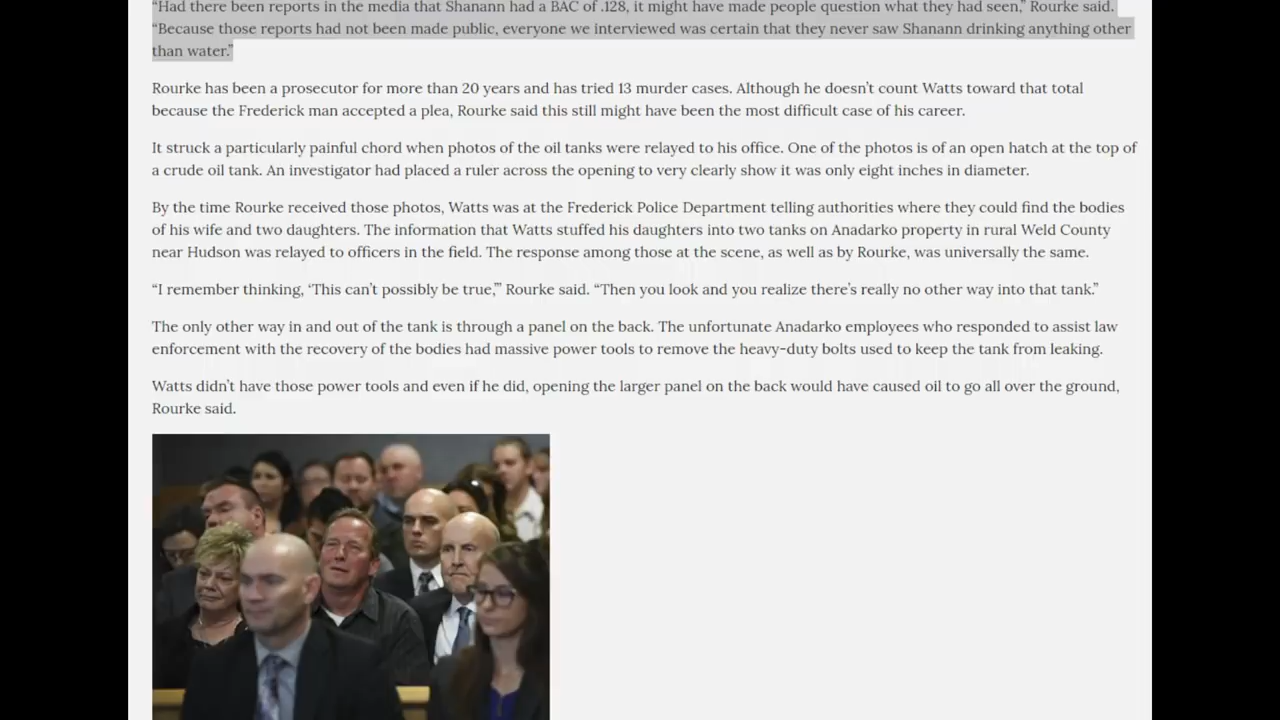 “Had there been reports in the media that Shanann had a BAC of .128, it might have made people question what they had seen,” Rourke said.
“Because those reports had not been made public, everyone we interviewed was certain that they never saw Shanann drinking anything other
than water.”
Rourke has been a prosecutor for more than 20 years and has tried 13 murder cases. Although he doesn’t count Watts toward that total
because the Frederick man accepted a plea, Rourke said this still might have been the most difficult case of his career.
It struck a particularly painful chord when photos of the oil tanks were relayed to his office. One of the photos is of an open hatch at the top of
a crude oil tank. An investigator had placed a ruler across the opening to very clearly show it was only eight inches in diameter.
By the time Rourke received those photos, Watts was at the Frederick Police Department telling authorities where they could find the bodies
of his wife and two daughters. The information that Watts stuffed his daughters into two tanks on Anadarko property in rural Weld County
near Hudson was relayed to officers in the field. The response among those at the scene, as well as by Rourke, was universally the same.
“I remember thinking, ‘This can’t possibly be true,’” Rourke said. “Then you look and you realize there’s really no other way into that tank.”
The only other way in and out of the tank is through a panel on the back. The unfortunate Anadarko employees who responded to assist law
enforcement with the recovery of the bodies had massive power tools to remove the heavy-duty bolts used to keep the tank from leaking.
Watts didn’t have those power tools and even if he did, opening the larger panel on the back would have caused oil to go all over the ground,
Rourke said.